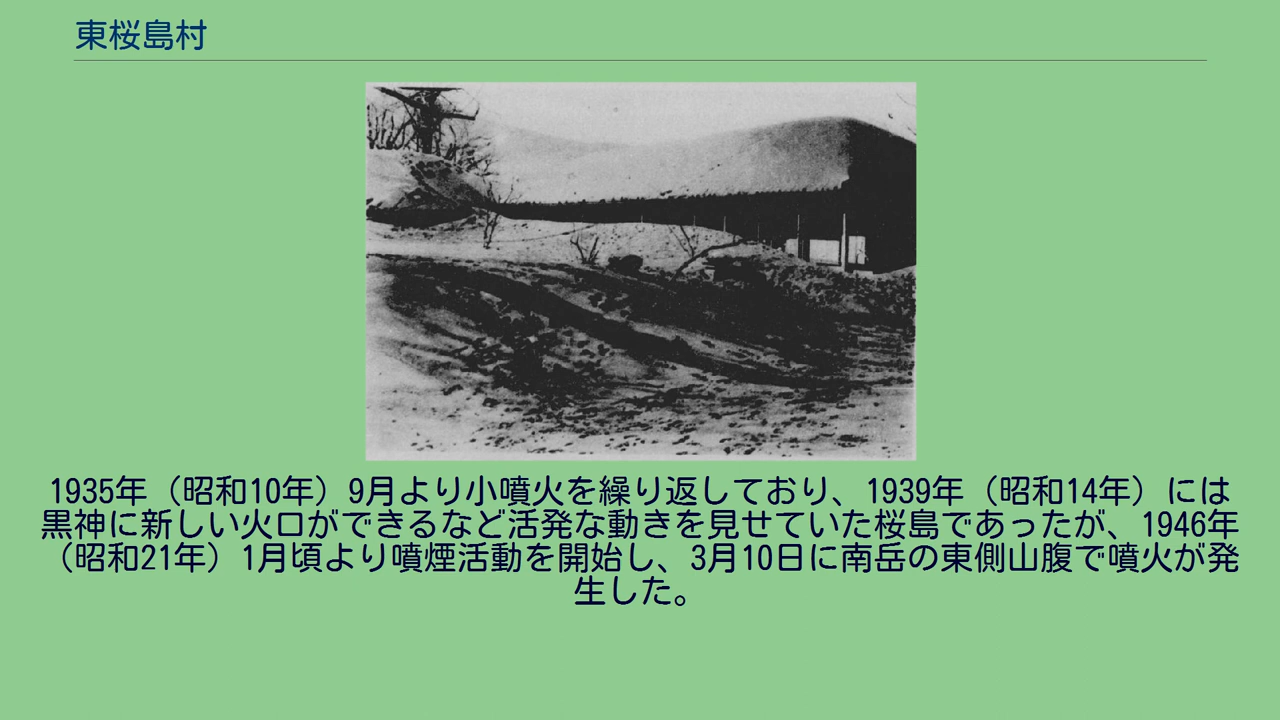 東桜島村
1935年（昭和10年）9月より小噴火を繰り返しており、1939年（昭和14年）には
黒神に新しい火口ができるなど活発な動きを見せていた桜島であったが、1946年
（昭和21年）1月頃より噴煙活動を開始し、3月10日に南岳の東側山腹で噴火が発
生した。